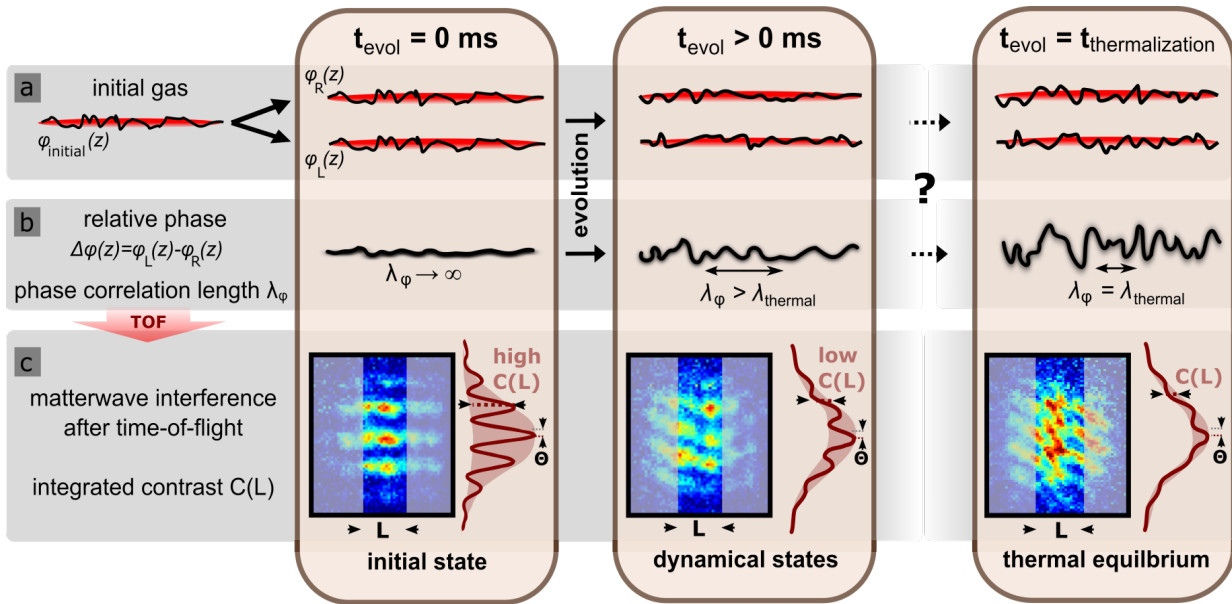 t_evol = 0 ms
t_evol > 0 ms
t_evol = t_thermalization
a
initial gas
φ_initial(z)
φ_R(z)
φ_L(z)
evolution
?
b
relative phase
Δφ(z)=φ_L(z)-φ_R(z)
phase correlation length λ_φ
λ_φ → ∞
λ_φ > λ_thermal
λ_φ = λ_thermal
TOF
c
matterwave interference
after time-of-flight
integrated contrast C(L)
high
C(L)
Θ
L
initial state
low
C(L)
Θ
L
dynamical states
C(L)
Θ
L
thermal equilbrium